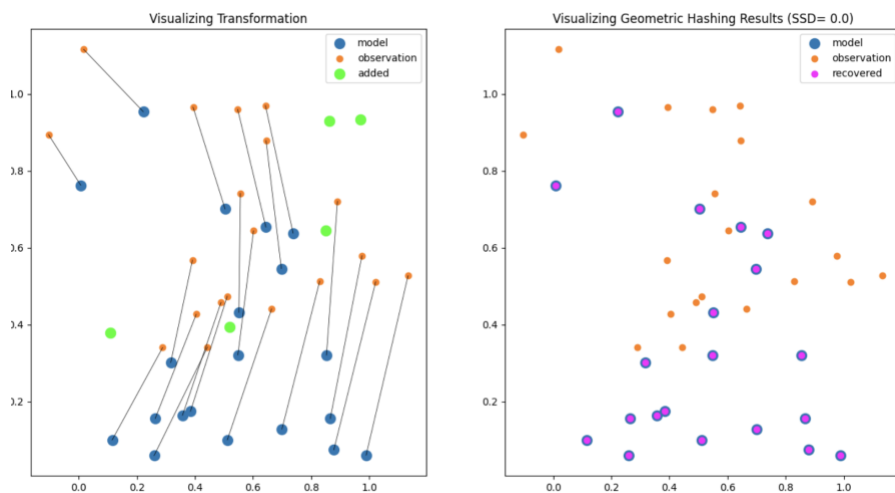 Visualizing Transformation
model
observation
added
1.0
0.8
0.6
0.4
0.2
0.0 0.2 0.4 0.6 0.8 1.0
Visualizing Geometric Hashing Results (SSD= 0.0)
model
observation
recovered
1.0
0.8
0.6
0.4
0.2
0.0 0.2 0.4 0.6 0.8 1.0